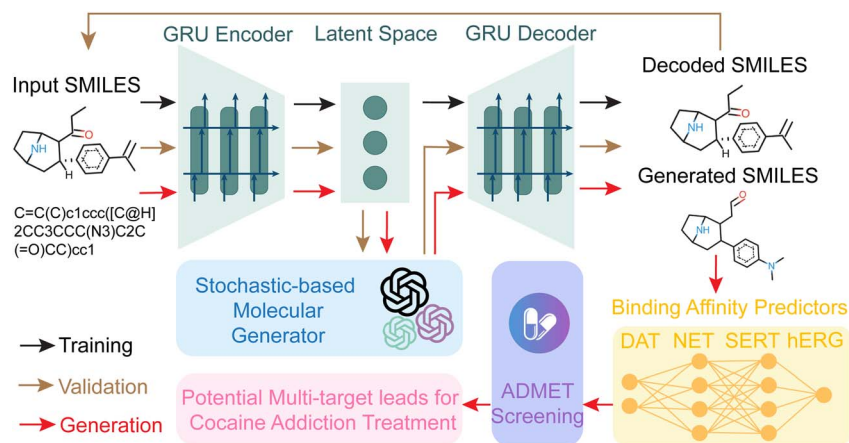 GRU Encoder
Latent Space
GRU Decoder
Input SMILES
Decoded SMILES
O
NH
H
O
NH
H
C=C(C)c1ccc([C@H]
2CC3CCC(N3)C2C
(=O)CC)cc1
Generated SMILES
O
NH
N
Stochastic-based
Molecular
Generator
Binding Affinity Predictors
DAT NET SERT hERG
Training
Validation
Generation
ADMET
Screening
Potential Multi-target leads for
Cocaine Addiction Treatment